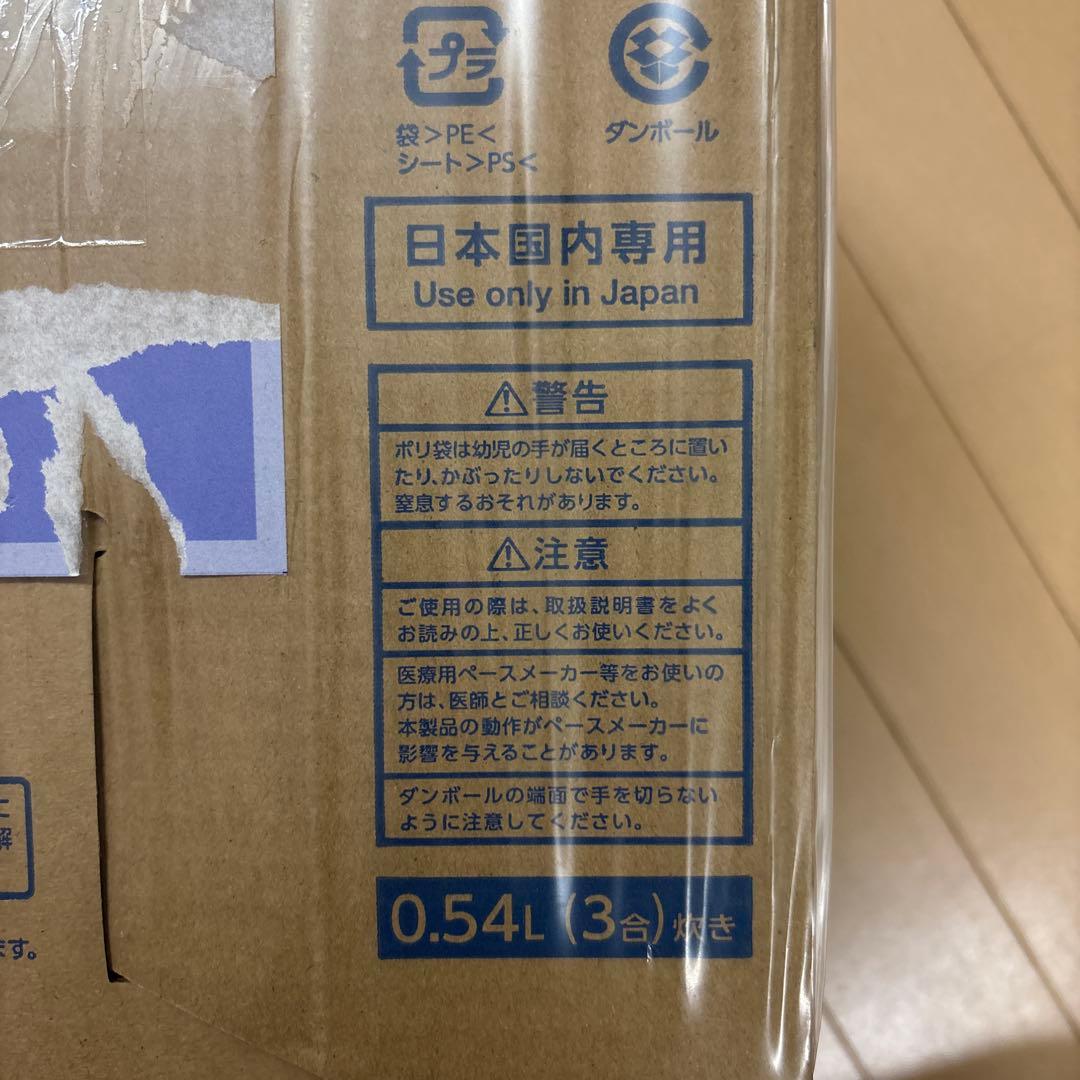 プラ
袋>PE<
シート>PS<
ダンボール
日本国内専用
Use only in Japan
⚠警告
ポリ袋は幼児の手が届くところに置い
たり、かぶったりしないでください。
窒息するおそれがあります。
⚠注意
ご使用の際は、取扱説明書をよく
お読みの上、正しくお使いください。
医療用ペースメーカー等をお使いの
方は、医師とご相談ください。
本製品の動作がペースメーカーに
影響を与えることがあります。
ダンボールの端面で手を切らない
ように注意してください。
0.54L (3合) 炊き
に
解
ます。